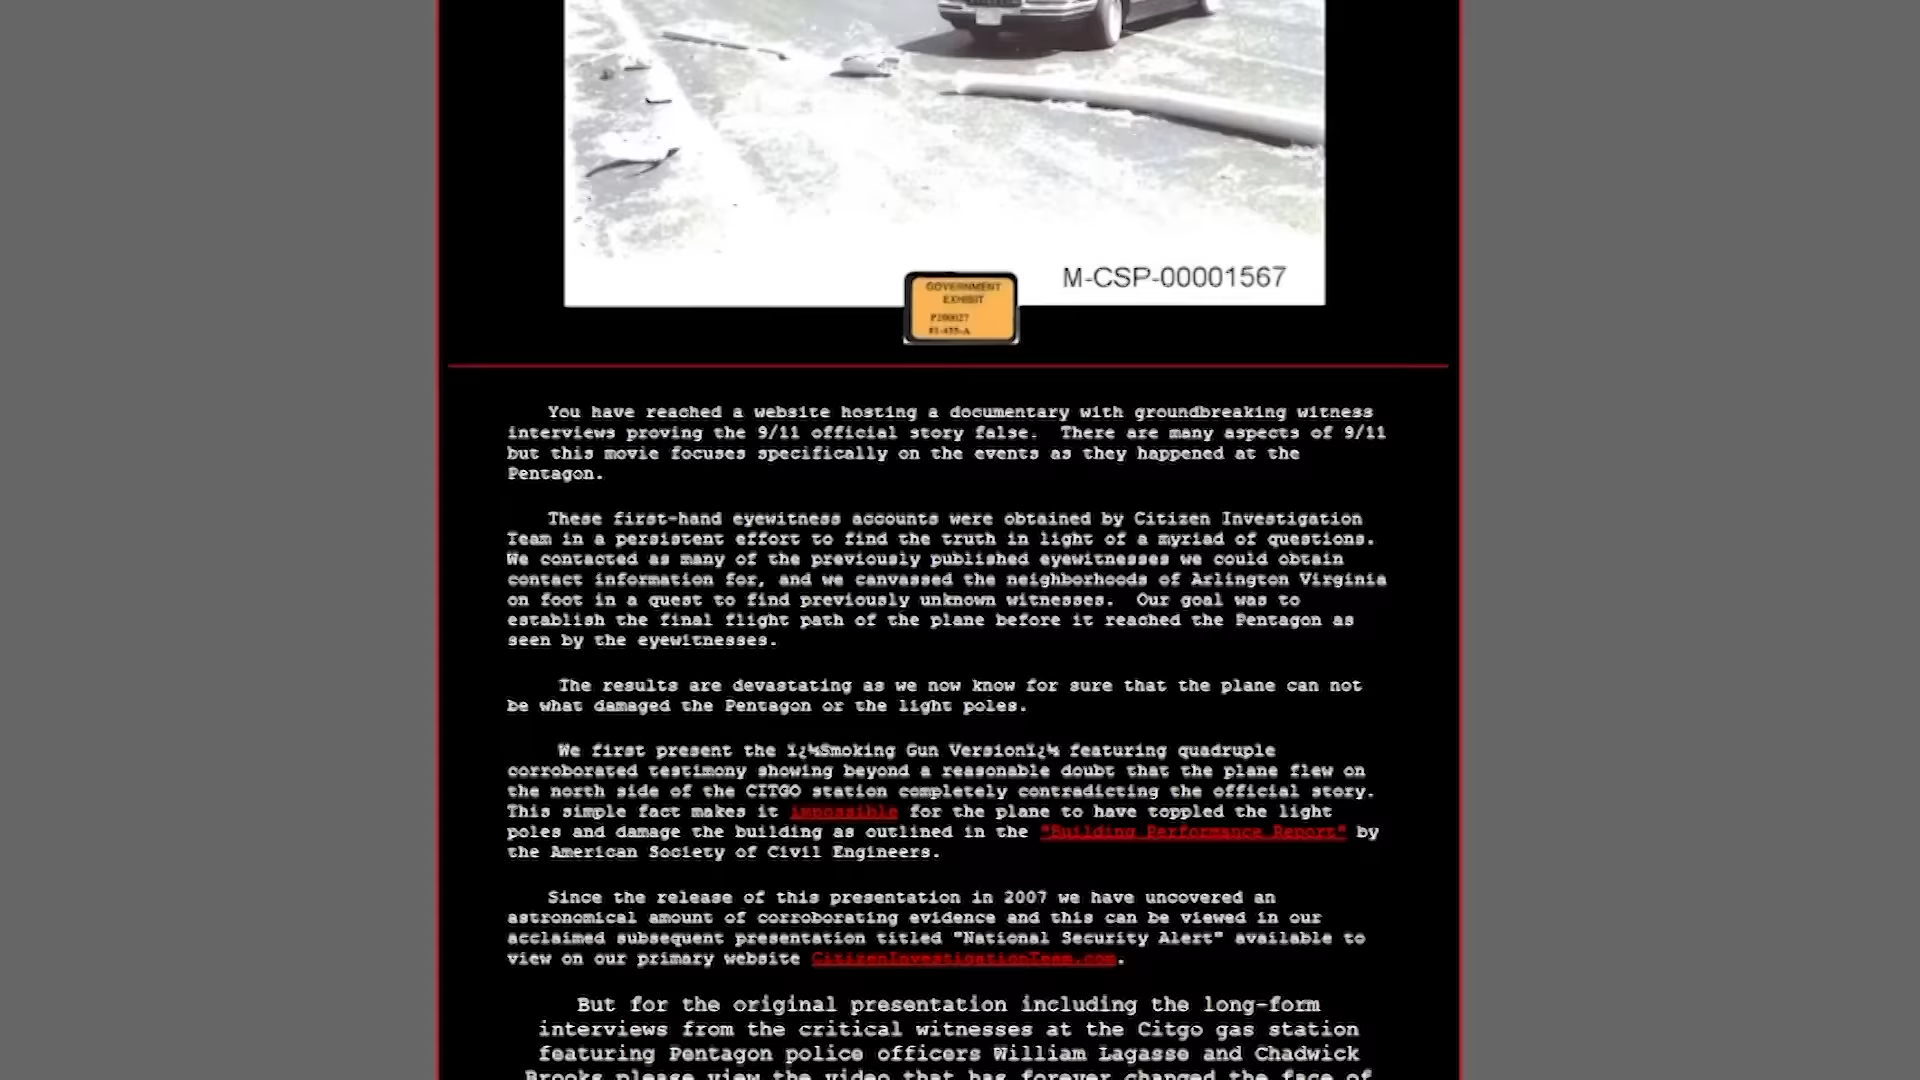 M-CSP-00001567
GOVERNMENT
EXHIBIT
P200027
You have reached a website hosting a documentary with groundbreaking witness
interviews proving the 9/11 official story false. There are many aspects of 9/11
but this movie focuses specifically on the events as they happened at the
Pentagon.
These first-hand eyewitness accounts were obtained by Citizen Investigation
Team in a persistent effort to find the truth in light of a myriad of questions.
We contacted as many of the previously published eyewitnesses we could obtain
contact information for, and we canvassed the neighborhoods of Arlington Virginia
on foot in a quest to find previously unknown witnesses. Our goal was to
establish the final flight path of the plane before it reached the Pentagon as
seen by the eyewitnesses.
The results are devastating as we now know for sure that the plane can not
be what damaged the Pentagon or the light poles.
We first present the ï¿½Smoking Gun Versionï¿½ featuring quadruple
corroborated testimony showing beyond a reasonable doubt that the plane flew on
the north side of the CITGO station completely contradicting the official story.
This simple fact makes it impossible for the plane to have toppled the light
poles and damage the building as outlined in the "Building Performance Report" by
the American Society of Civil Engineers.
Since the release of this presentation in 2007 we have uncovered an
astronomical amount of corroborating evidence and this can be viewed in our
acclaimed subsequent presentation titled "National Security Alert" available to
view on our primary website CitizenInvestigationTeam.com.
But for the original presentation including the long-form
interviews from the critical witnesses at the Citgo gas station
featuring Pentagon police officers William Lagasse and Chadwick
Brooks please view the video that has forever changed the face of